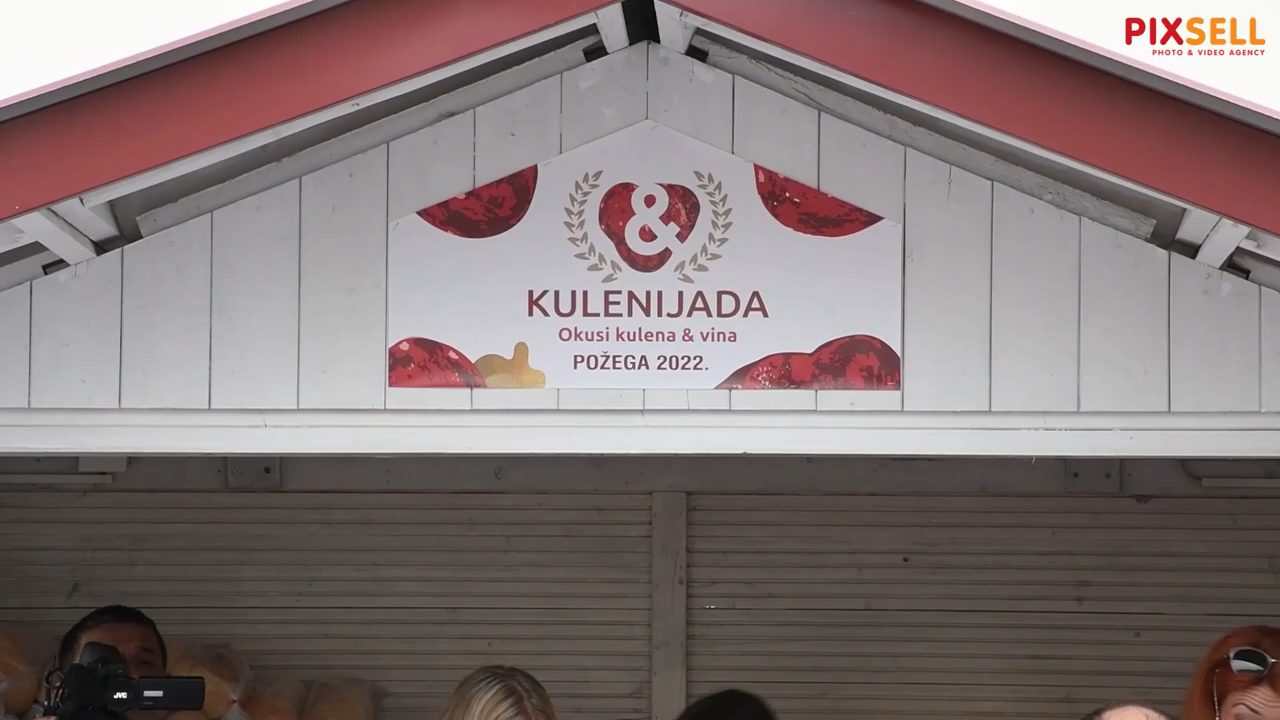 PIXSELL
PHOTO & VIDEO AGENCY
&
KULENIJADA
Okusi kulena & vina
POŽEGA 2022.
JVC